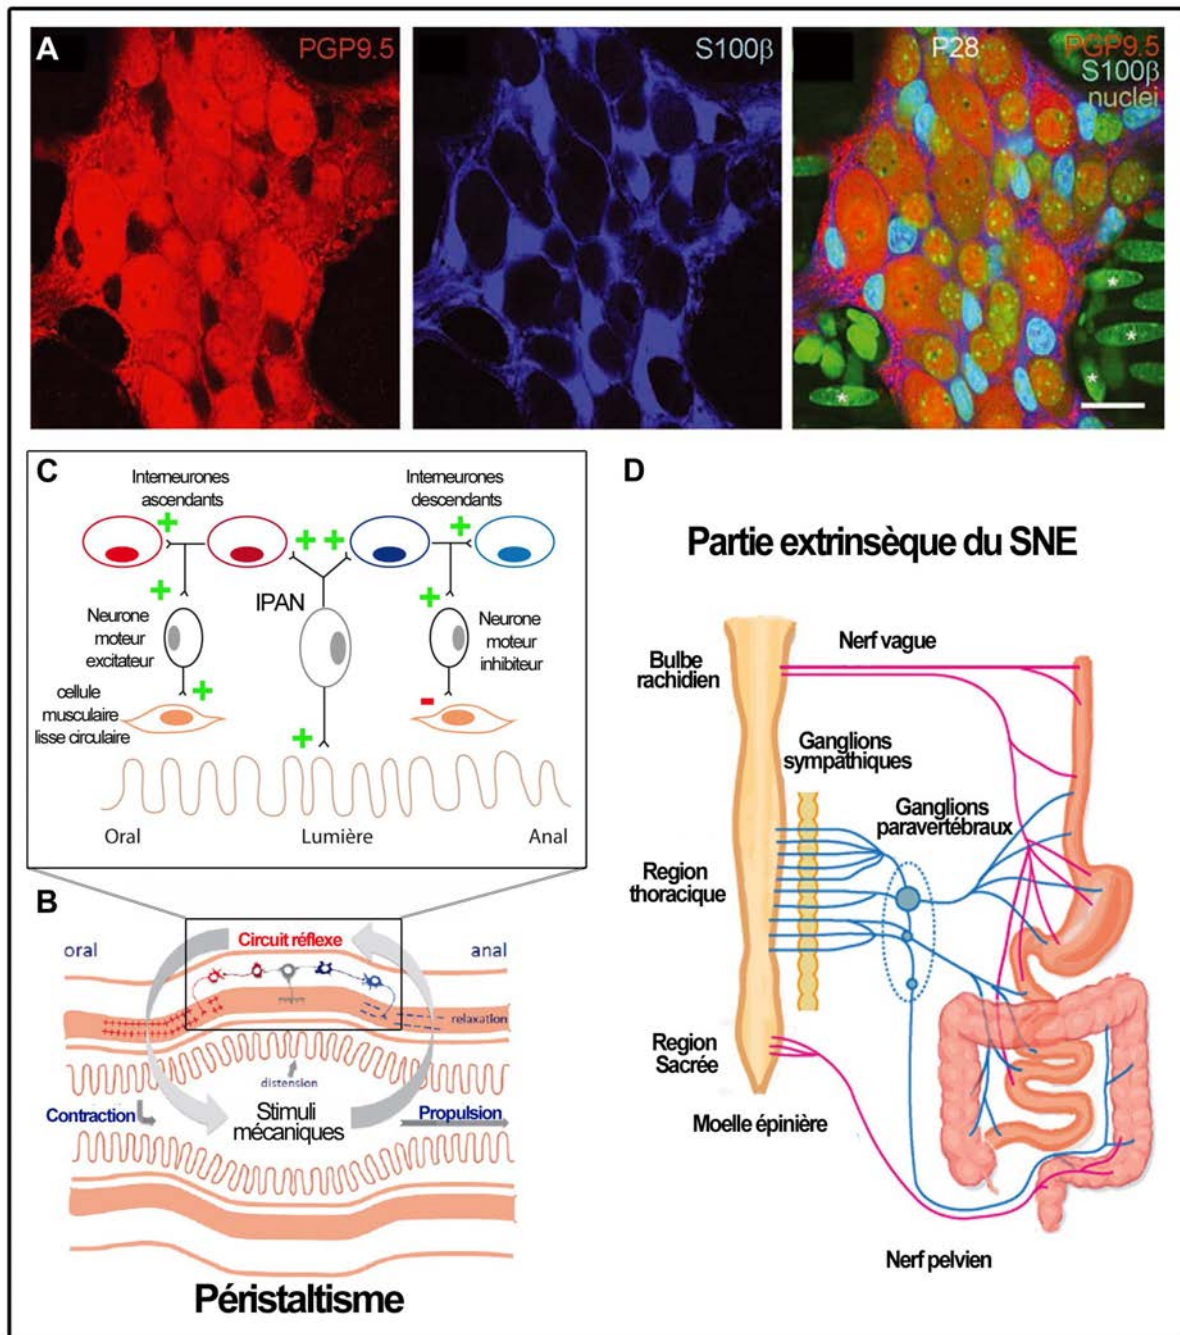 A
PGP9.5
S100β
P28
PGP9.5
S100β
nuclei
*
*
*
*
C
Interneurones
ascendants
Interneurones
descendants
+
+
+
+
+
+
IPAN
Neurone
moteur
excitateur
Neurone
moteur
inhibiteur
+
-
cellule
musculaire
lisse circulaire
+
Oral
Lumière
Anal
B
oral
Circuit réflexe
anal
relaxation
distension
Contraction
Stimuli
mécaniques
Propulsion
Péristaltisme
D
Partie extrinsèque du SNE
Nerf vague
Bulbe
rachidien
Ganglions
sympathiques
Ganglions
paravertébraux
Region
thoracique
Region
Sacrée
Moelle épinière
Nerf pelvien